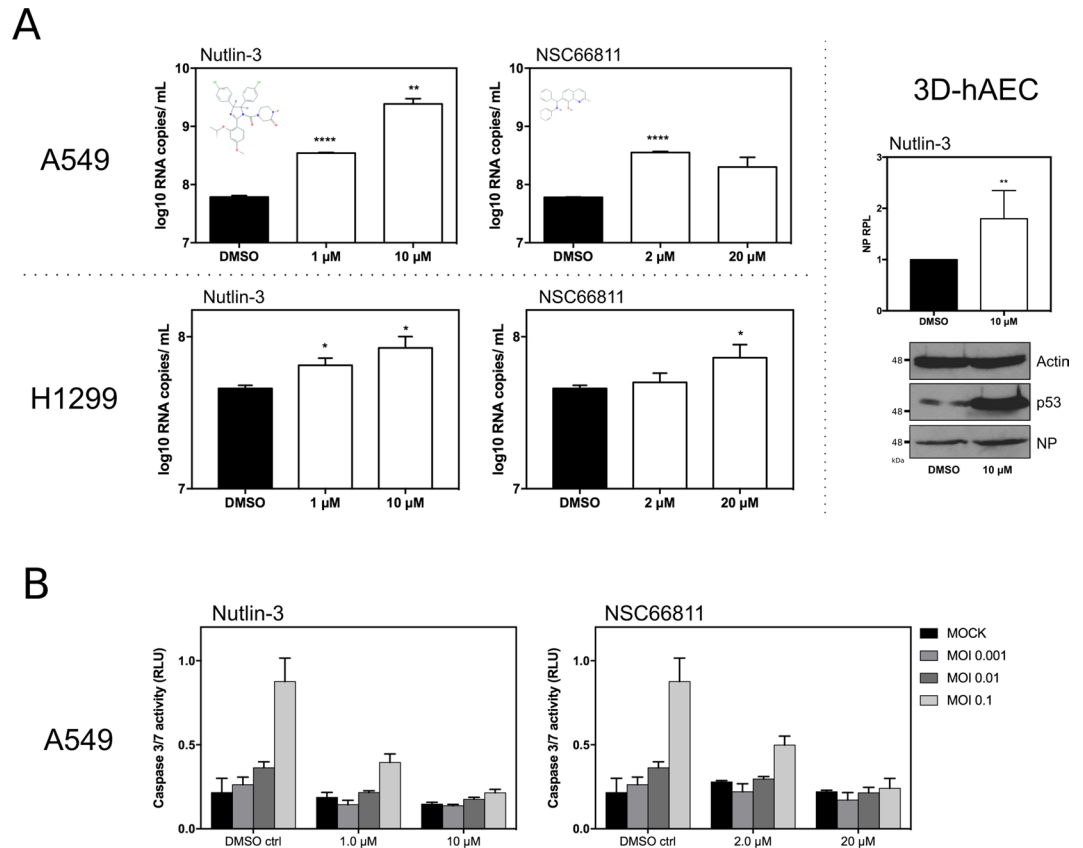 A
A549
Nutlin-3
log10 RNA copies/ mL
10
9
8
7
****
**
DMSO
1 µM
10 µM
NSC66811
log10 RNA copies/ mL
10
9
8
7
****
DMSO
2 µM
20 µM
H1299
Nutlin-3
log10 RNA copies/ mL
8
7
*
*
DMSO
1 µM
10 µM
NSC66811
log10 RNA copies/ mL
8
7
*
DMSO
2 µM
20 µM
3D-hAEC
Nutlin-3
NP RPL
3
2
1
0
**
DMSO
10 µM
48
Actin
48
p53
48
NP
kDa
DMSO
10 µM
B
A549
Nutlin-3
Caspase 3/7 activity (RLU)
1.0
0.5
0.0
DMSO ctrl
1.0 µM
10 µM
NSC66811
Caspase 3/7 activity (RLU)
1.0
0.5
0.0
DMSO ctrl
2.0 µM
20 µM
MOCK
MOI 0.001
MOI 0.01
MOI 0.1